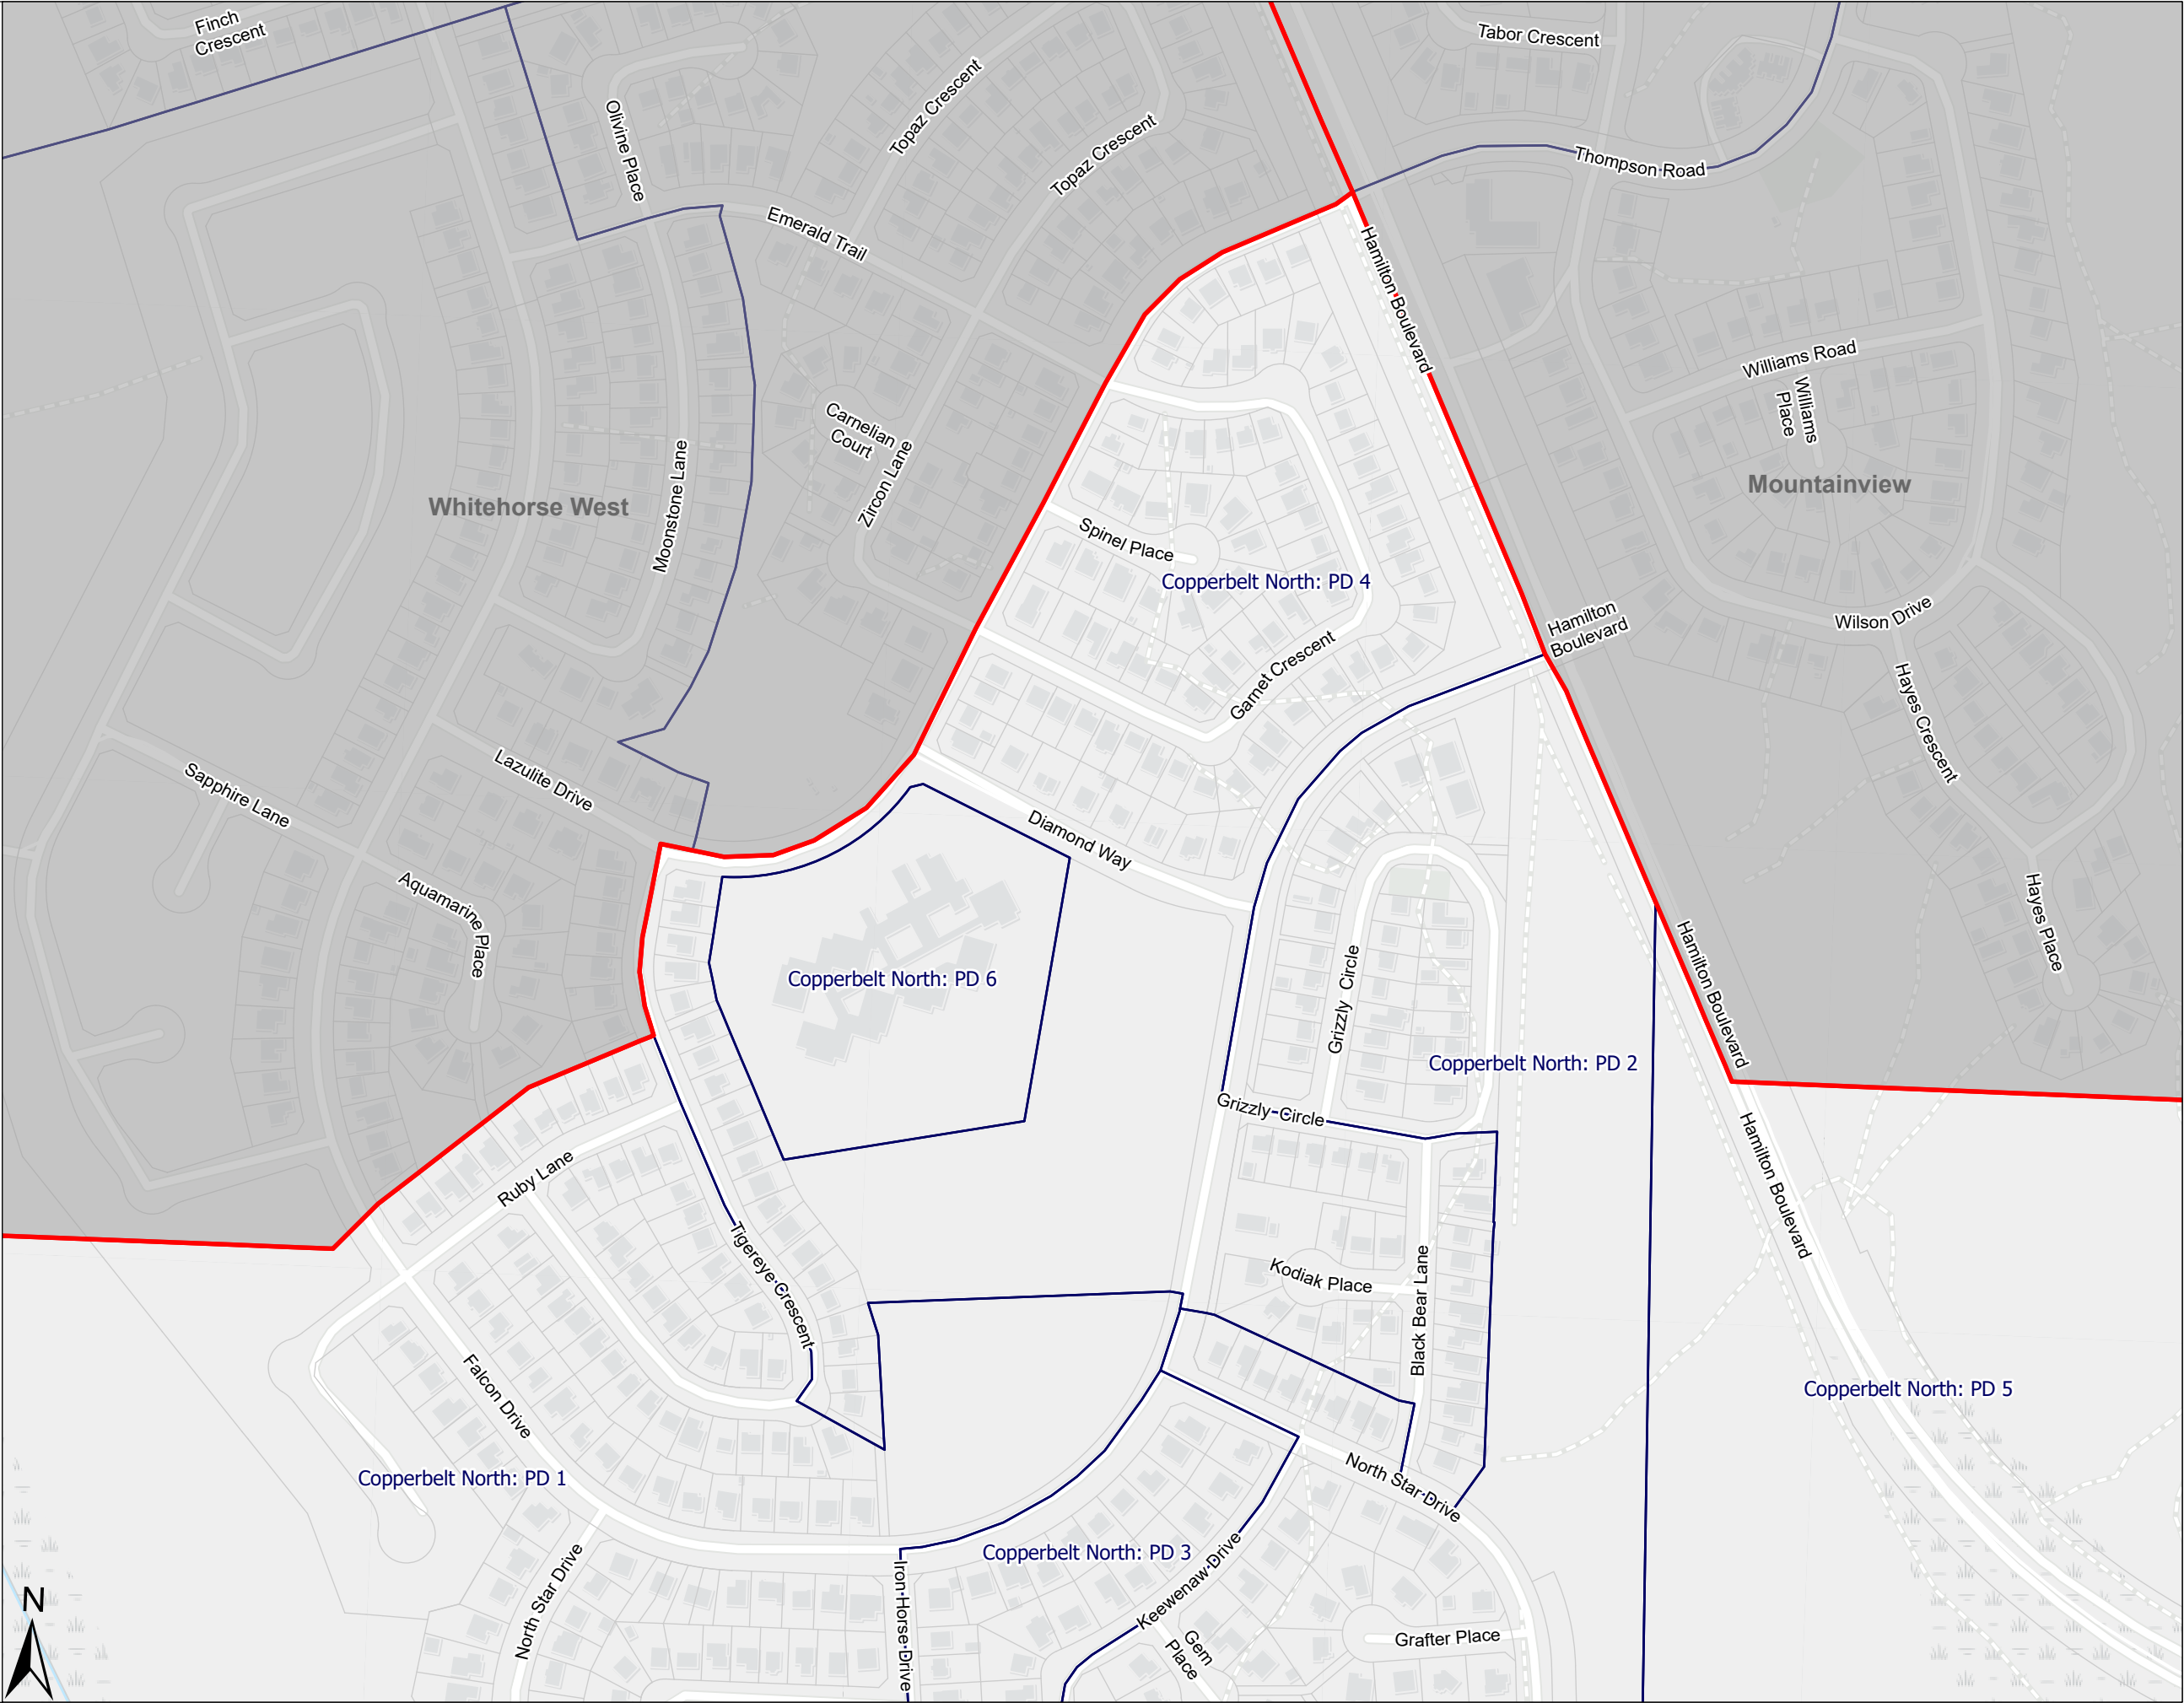 Finch
Crescent
Tabor Crescent
Topaz Crescent
Olivine Place
Topaz Crescent
Thompson Road
Emerald Trail
Hamilton Boulevard
Williams Road
Williams
Place
Carnelian
Court
Zircon Lane
Moonstone Lane
Whitehorse West
Mountainview
Spinel Place
Copperbelt North: PD 4
Hamilton
Boulevard
Wilson Drive
Garnet Crescent
Hayes Crescent
Lazulite Drive
Sapphire Lane
Diamond Way
Aquamarine Place
Hayes Place
Hamilton Boulevard
Grizzly Circle
Copperbelt North: PD 6
Copperbelt North: PD 2
Grizzly Circle
Hamilton Boulevard
Ruby Lane
Tigereye Crescent
Kodiak Place
Black Bear Lane
Falcon Drive
Copperbelt North: PD 5
Copperbelt North: PD 1
North Star Drive
Copperbelt North: PD 3
Iron Horse Drive
Keewenaw Drive
North Star Drive
Gem
Place
Grafter Place
N